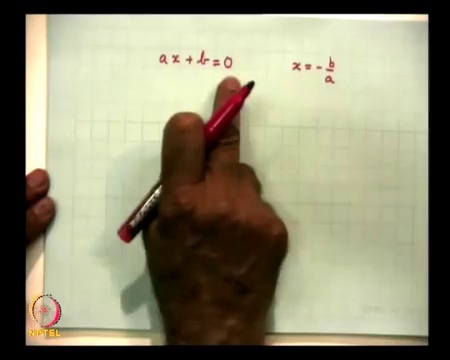 ax + b = 0    x = -b/a
NPTEL